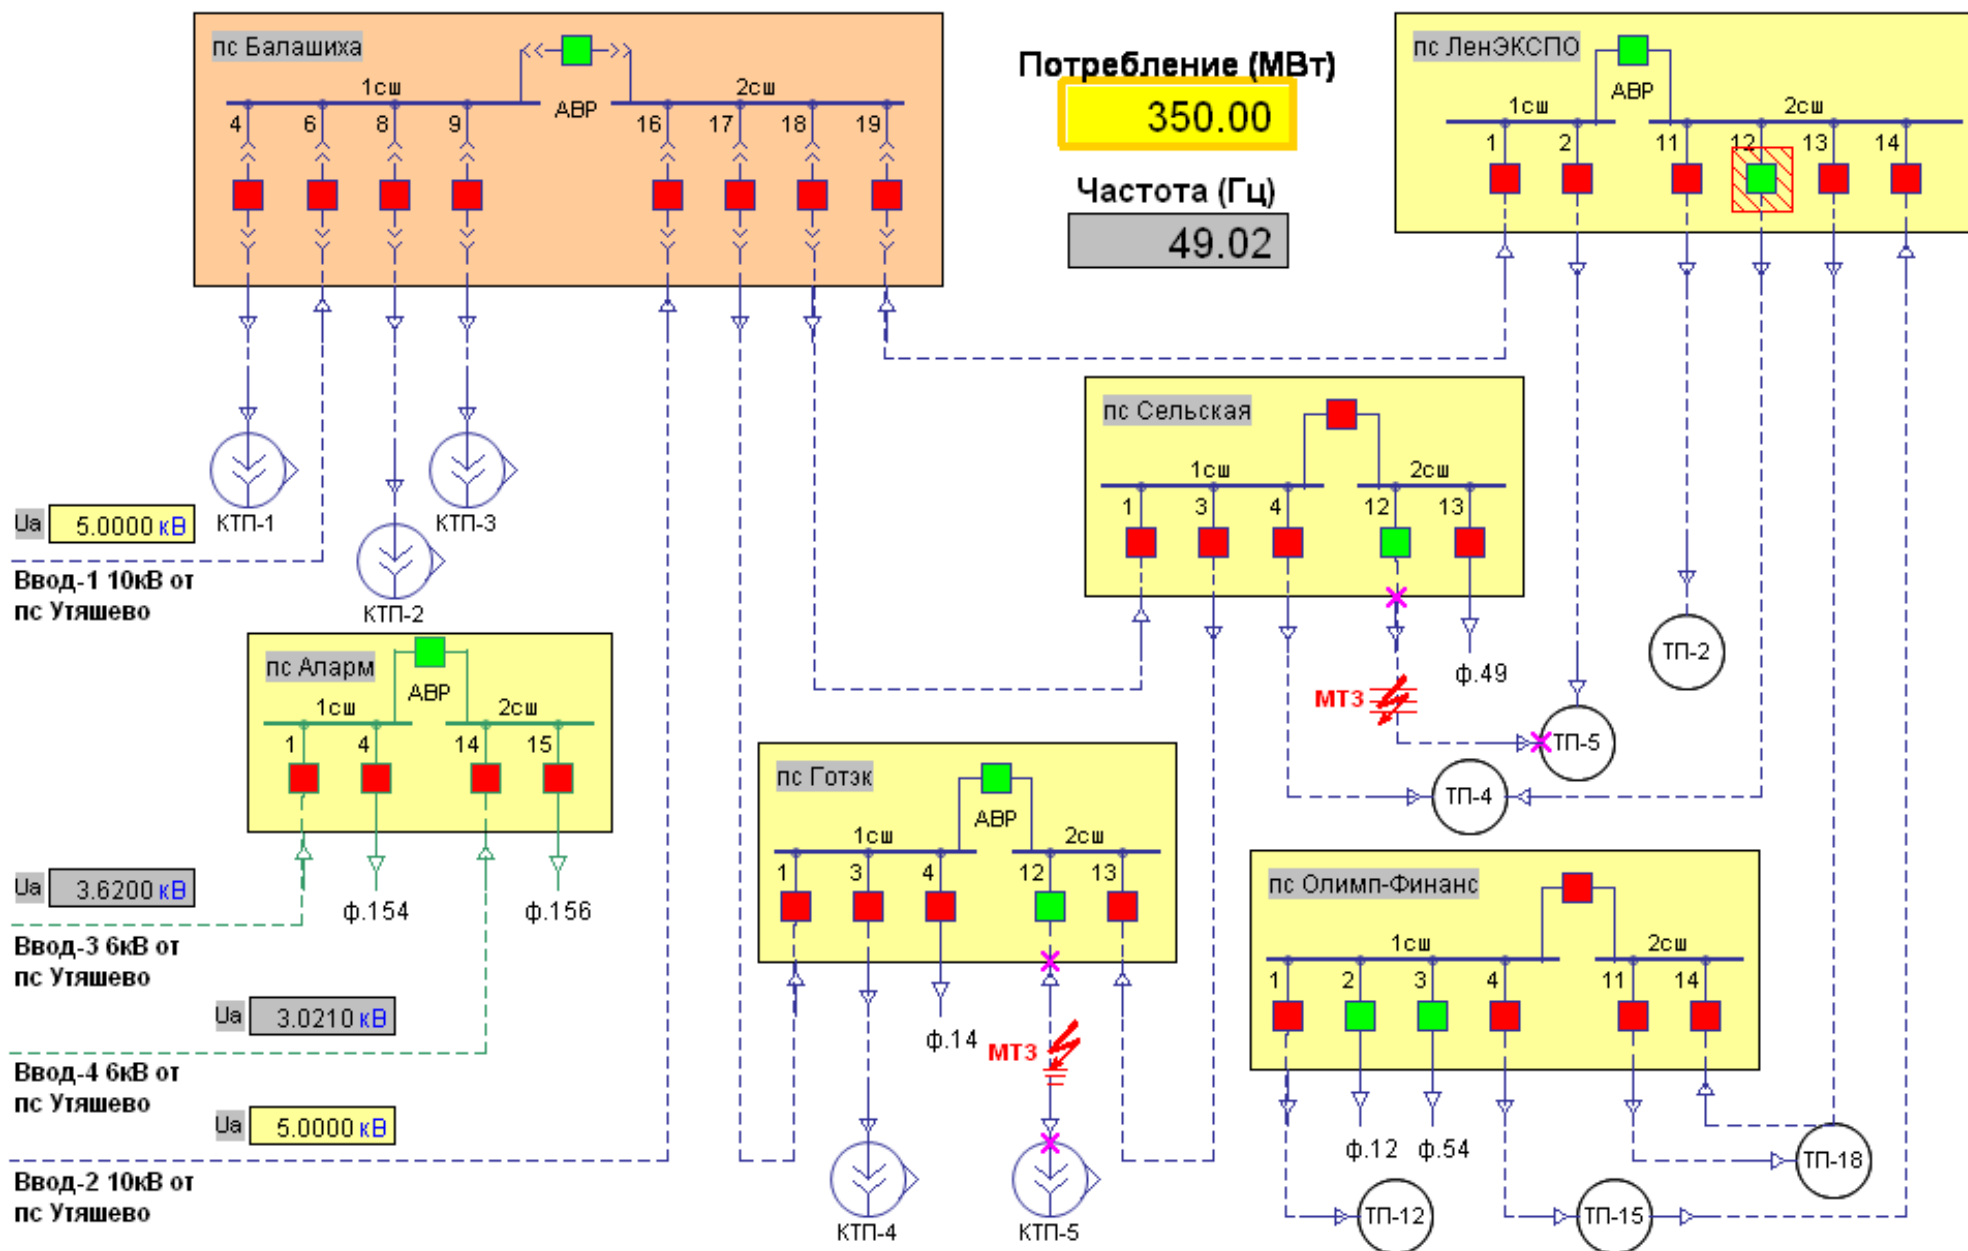 пс Балашиха
1сш
АВР
2сш
4
6
8
9
16
17
18
19
Потребление (МВт)
350.00
Частота (Гц)
49.02
пс ЛенЭКСПО
АВР
1сш
2сш
1
2
11
12
13
14
КТП-1
КТП-3
КТП-2
Ua 5.0000 кВ
Ввод-1 10кВ от
пс Утяшево
пс Сельская
1сш
2сш
1
3
4
12
13
ф.49
МТЗ
ТП-2
ТП-5
ТП-4
пс Аларм
АВР
1сш
2сш
1
4
14
15
ф.154
ф.156
Ua 3.6200 кВ
Ввод-3 6кВ от
пс Утяшево
Ua 3.0210 кВ
Ввод-4 6кВ от
пс Утяшево
Ua 5.0000 кВ
Ввод-2 10кВ от
пс Утяшево
пс Готэк
АВР
1сш
2сш
1
3
4
12
13
ф.14
МТЗ
КТП-4
КТП-5
пс Олимп-Финанс
1сш
2сш
1
2
3
4
11
14
ф.12
ф.54
ТП-18
ТП-12
ТП-15